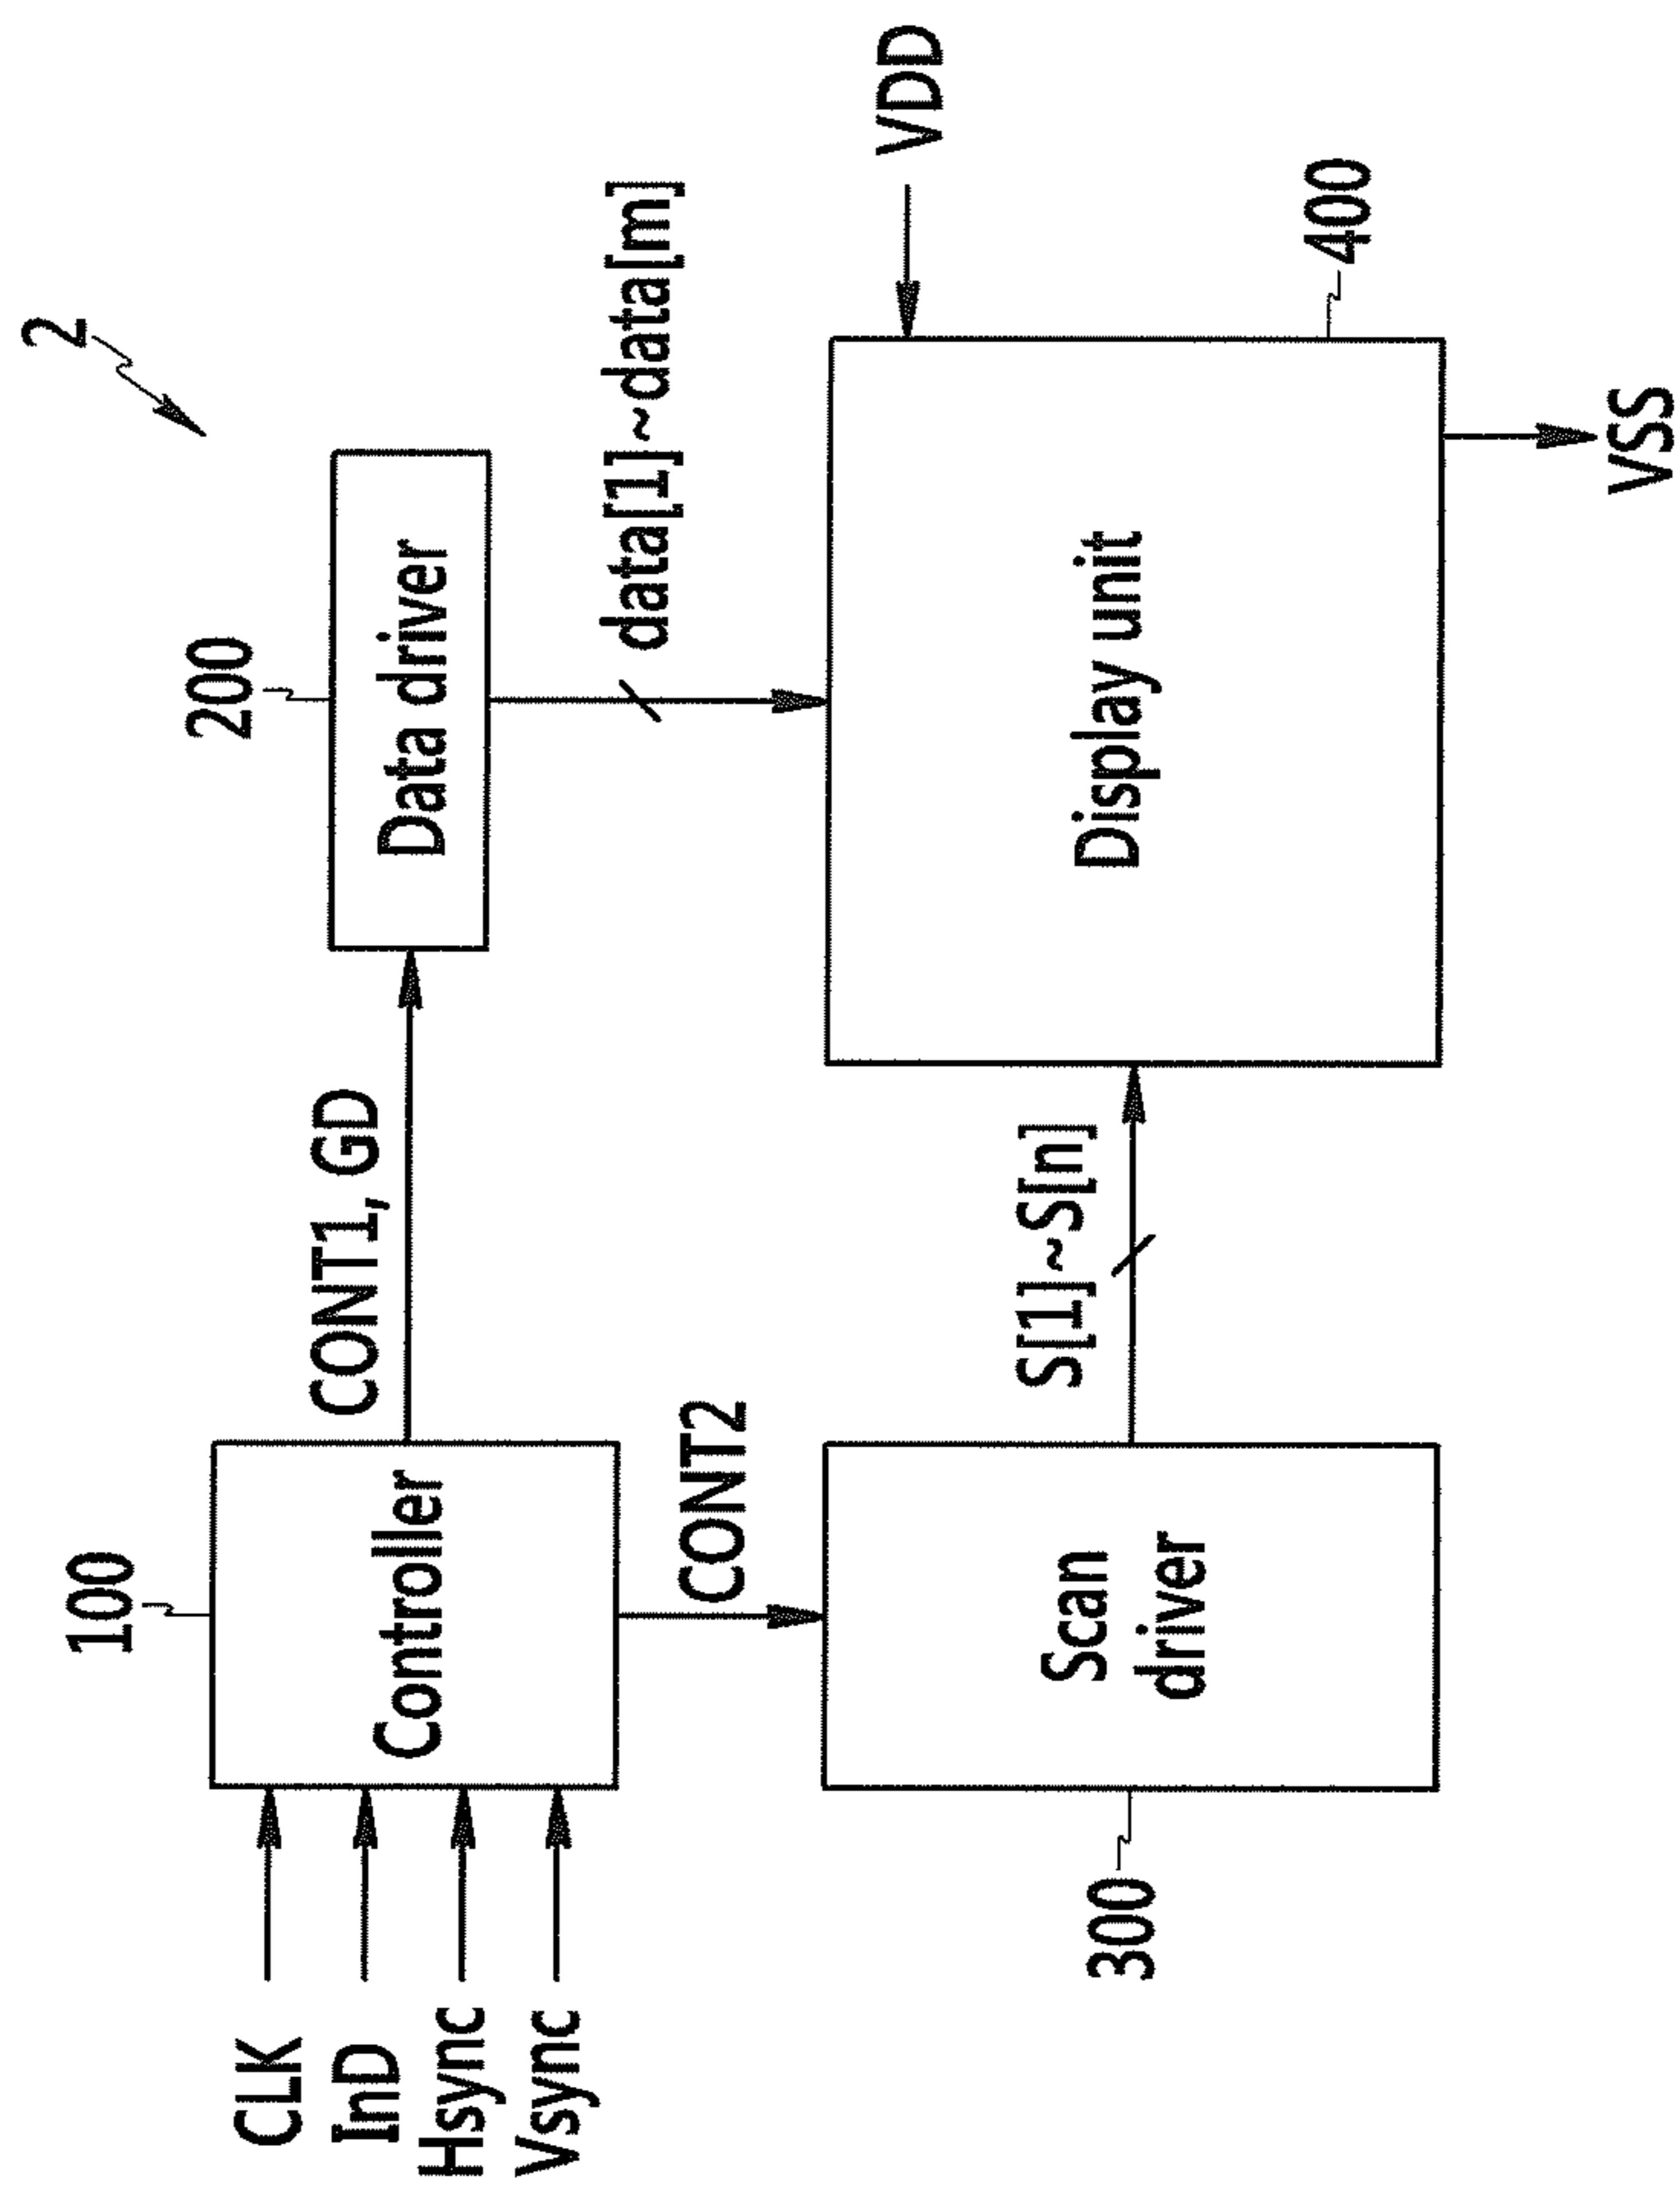 2
100
200
CLK
InD
Hsync
Vsync
Controller
CONT1, GD
Data driver
CONT2
data[1]~data[m]
VDD
Scan
driver
S[1]~S[n]
Display unit
300
400
VSS